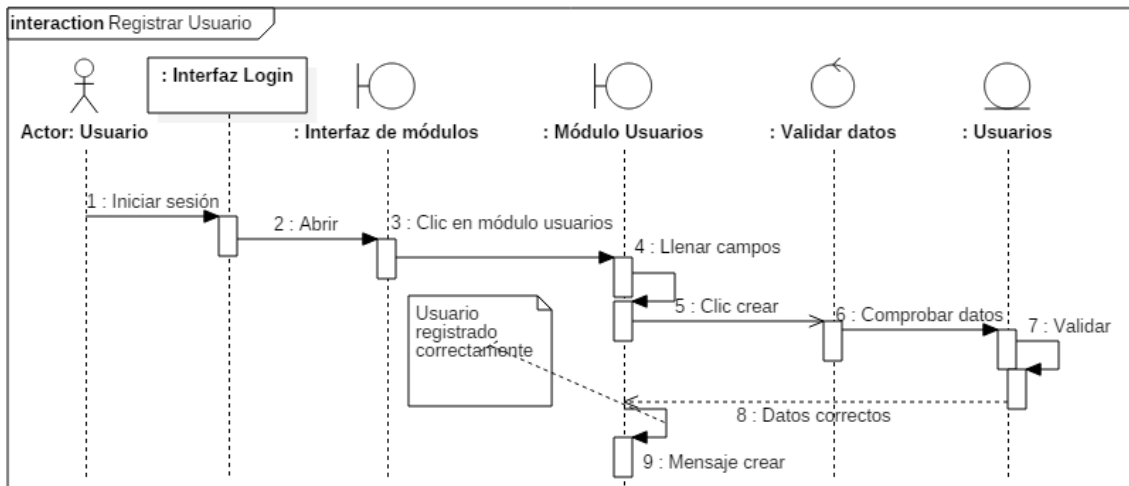 interaction Registrar Usuario
: Interfaz Login
Actor: Usuario
: Interfaz de módulos
: Módulo Usuarios
: Validar datos
: Usuarios
1 : Iniciar sesión
2 : Abrir
3 : Clic en módulo usuarios
4 : Llenar campos
5 : Clic crear
6 : Comprobar datos
7 : Validar
Usuario
registrado
correctamente
8 : Datos correctos
9 : Mensaje crear